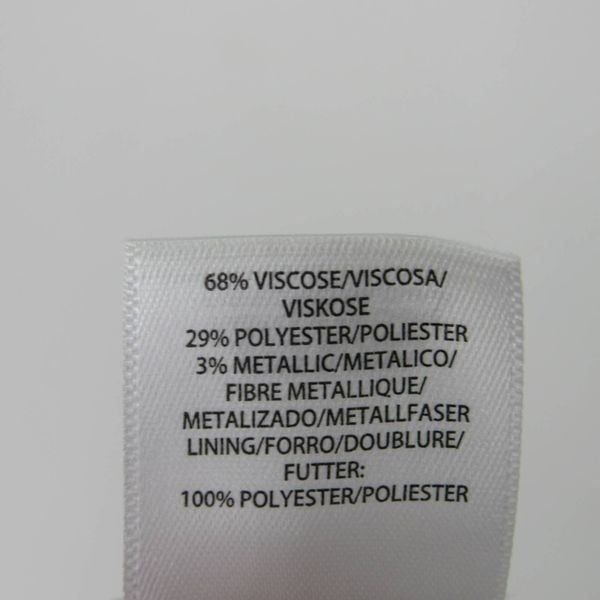 68% VISCOSE/VISCOSA/
VISKOSE
29% POLYESTER/POLIESTER
3% METALLIC/METALICO/
FIBRE METALLIQUE/
METALIZADO/METALLFASER
LINING/FORRO/DOUBLURE/
FUTTER:
100% POLYESTER/POLIESTER